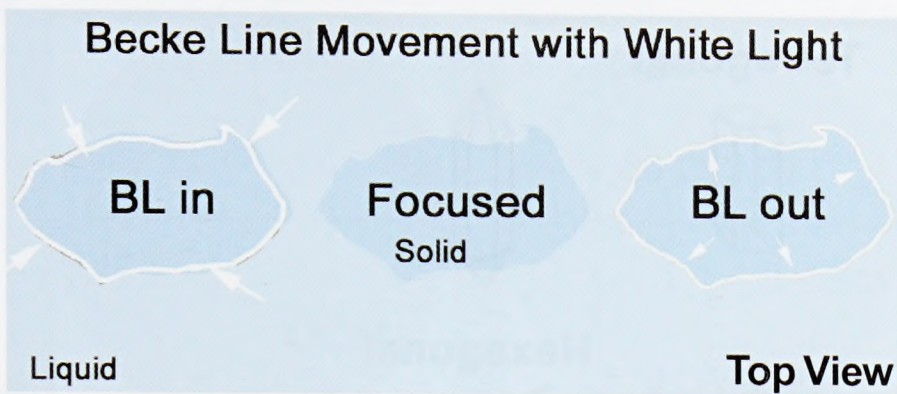 Becke Line Movement with White Light
BL in
Focused
Solid
BL out
Liquid
Top View